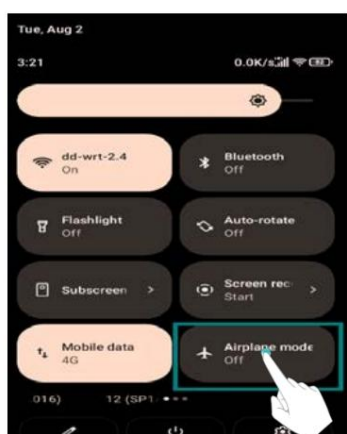 Tue, Aug 2
3:21 0.0K/s 82
dd-wrt-2.4
On
Bluetooth
Off
Flashlight
Off
Auto-rotate
Off
Subscreen >
Screen rec >
Start
Mobile data
4G
Airplane mode
Off
.016) 12 (SP1.